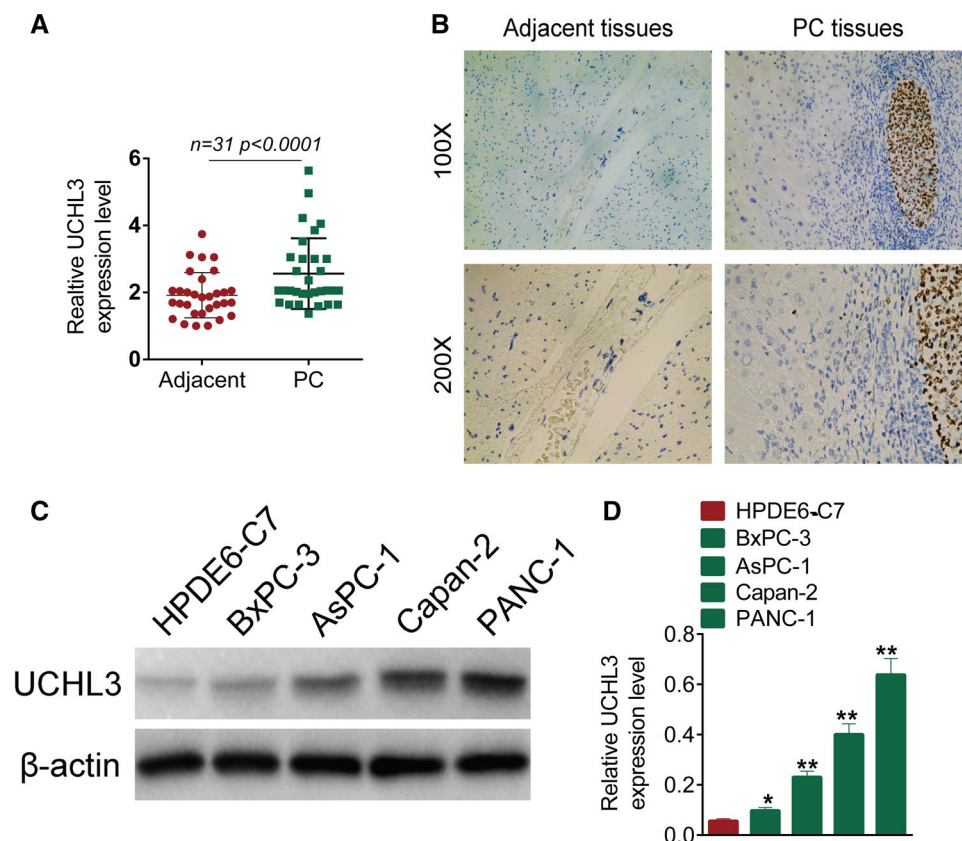 A
n=31 p<0.0001
Realtive UCHL3
expression level
6
4
2
0
Adjacent
PC
B
Adjacent tissues
PC tissues
100X
200X
C
HPDE6-C7
BxPC-3
AsPC-1
Capan-2
PANC-1
UCHL3
β-actin
D
HPDE6-C7
BxPC-3
AsPC-1
Capan-2
PANC-1
Relative UCHL3
expression level
0.8
0.6
0.4
0.2
0.0
*
**
**
**